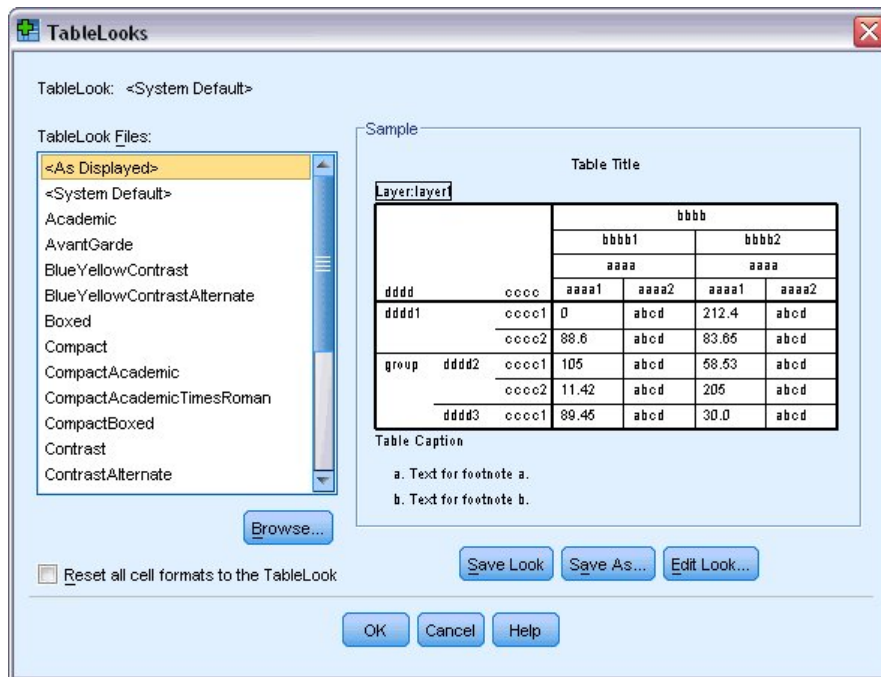 TableLooks
TableLook: <System Default>
TableLook Files:
<As Displayed>
<System Default>
Academic
AvantGarde
BlueYellowContrast
BlueYellowContrastAlternate
Boxed
Compact
CompactAcademic
CompactAcademicTimesRoman
CompactBoxed
Contrast
ContrastAlternate
Browse...
Reset all cell formats to the TableLook
Sample
Table Title
Layer:layer1
bbbb
bbbb1 bbbb2
aaaa aaaa
dddd cccc aaaa1 aaaa2 aaaa1 aaaa2
dddd1 cccc1 0 abcd 212.4 abcd
cccc2 88.6 abcd 83.65 abcd
group dddd2 cccc1 105 abcd 58.53 abcd
cccc2 11.42 abcd 205 abcd
dddd3 cccc1 89.45 abcd 30.0 abcd
Table Caption
a. Text for footnote a.
b. Text for footnote b.
Save Look Save As... Edit Look...
OK Cancel Help